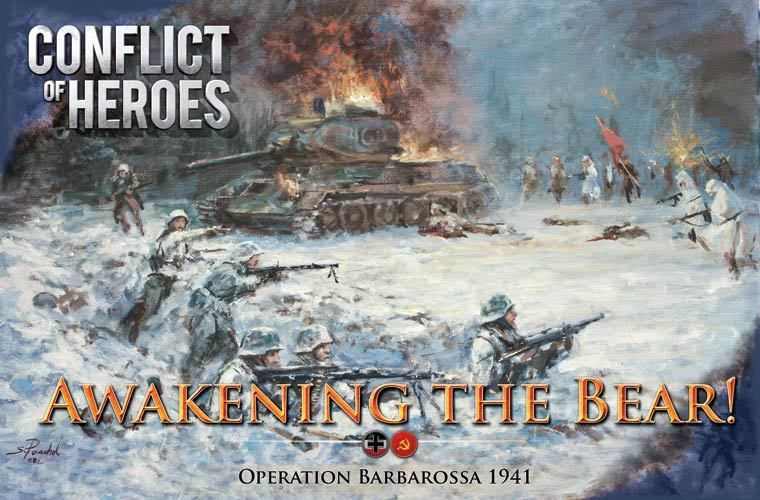 CONFLICT
OF HEROES
AWAKENING THE BEAR!
OPERATION BARBAROSSA 1941